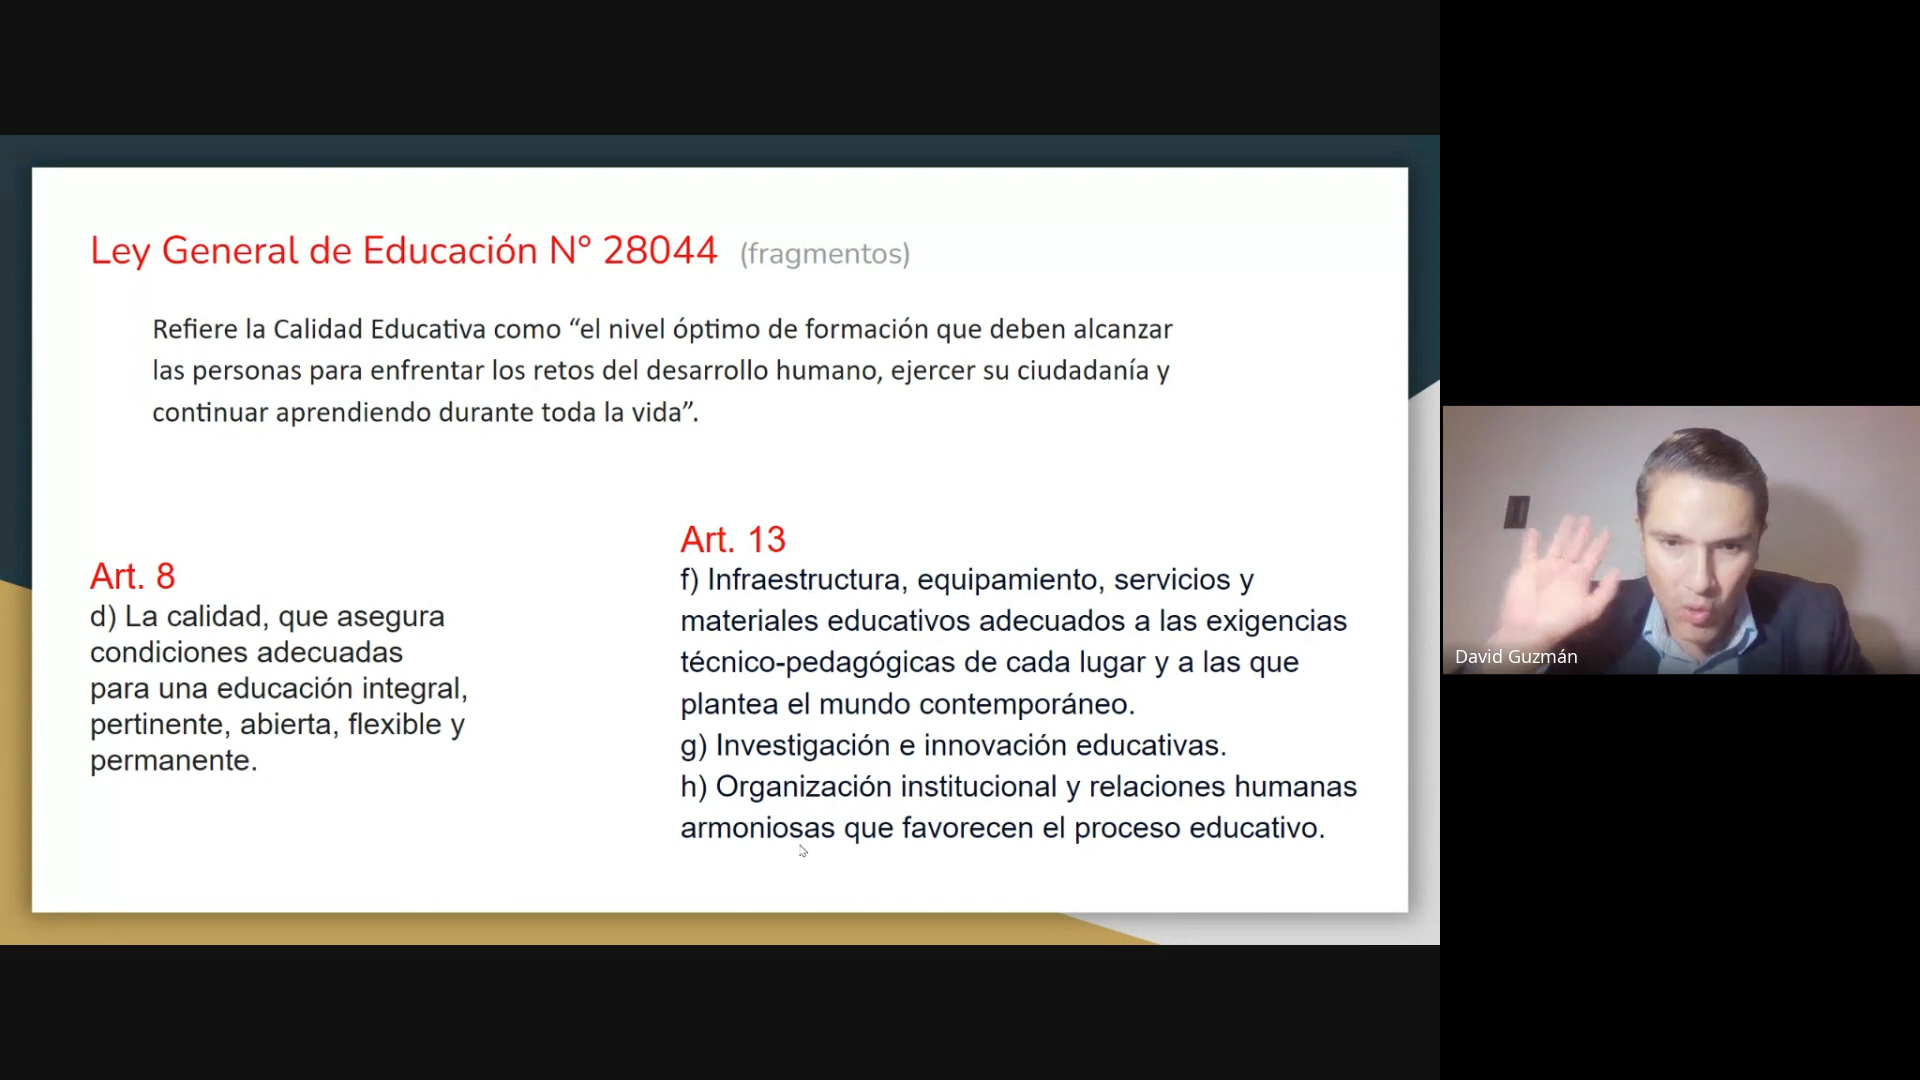 Ley General de Educación N° 28044 (fragmentos)
Refiere la Calidad Educativa como “el nivel óptimo de formación que deben alcanzar
las personas para enfrentar los retos del desarrollo humano, ejercer su ciudadanía y
continuar aprendiendo durante toda la vida”.
Art. 8
d) La calidad, que asegura
condiciones adecuadas
para una educación integral,
pertinente, abierta, flexible y
permanente.
Art. 13
f) Infraestructura, equipamiento, servicios y
materiales educativos adecuados a las exigencias
técnico-pedagógicas de cada lugar y a las que
plantea el mundo contemporáneo.
g) Investigación e innovación educativas.
h) Organización institucional y relaciones humanas
armoniosas que favorecen el proceso educativo.
David Guzmán